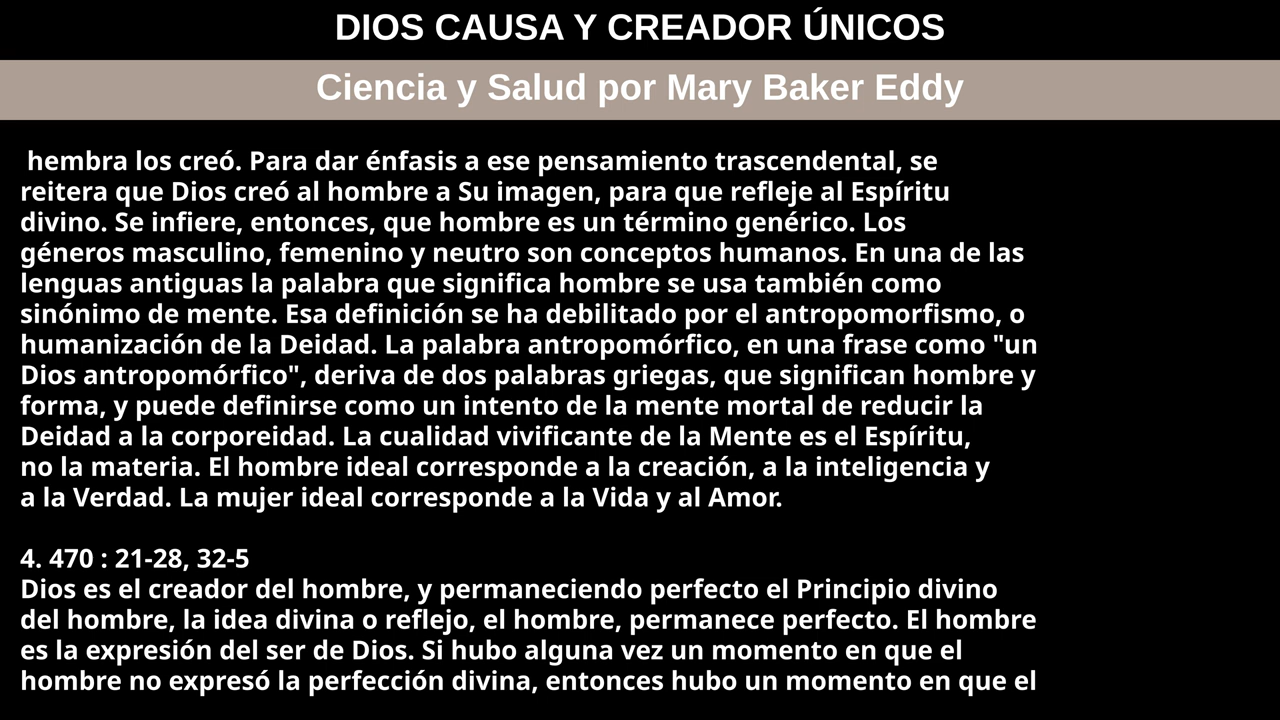 DIOS CAUSA Y CREADOR ÚNICOS
Ciencia y Salud por Mary Baker Eddy
hembra los creó. Para dar énfasis a ese pensamiento trascendental, se
reitera que Dios creó al hombre a Su imagen, para que refleje al Espíritu
divino. Se infiere, entonces, que hombre es un término genérico. Los
géneros masculino, femenino y neutro son conceptos humanos. En una de las
lenguas antiguas la palabra que significa hombre se usa también como
sinónimo de mente. Esa definición se ha debilitado por el antropomorfismo, o
humanización de la Deidad. La palabra antropomórfico, en una frase como "un
Dios antropomórfico", deriva de dos palabras griegas, que significan hombre y
forma, y puede definirse como un intento de la mente mortal de reducir la
Deidad a la corporeidad. La cualidad vivificante de la Mente es el Espíritu,
no la materia. El hombre ideal corresponde a la creación, a la inteligencia y
a la Verdad. La mujer ideal corresponde a la Vida y al Amor.
4. 470 : 21-28, 32-5
Dios es el creador del hombre, y permaneciendo perfecto el Principio divino
del hombre, la idea divina o reflejo, el hombre, permanece perfecto. El hombre
es la expresión del ser de Dios. Si hubo alguna vez un momento en que el
hombre no expresó la perfección divina, entonces hubo un momento en que el